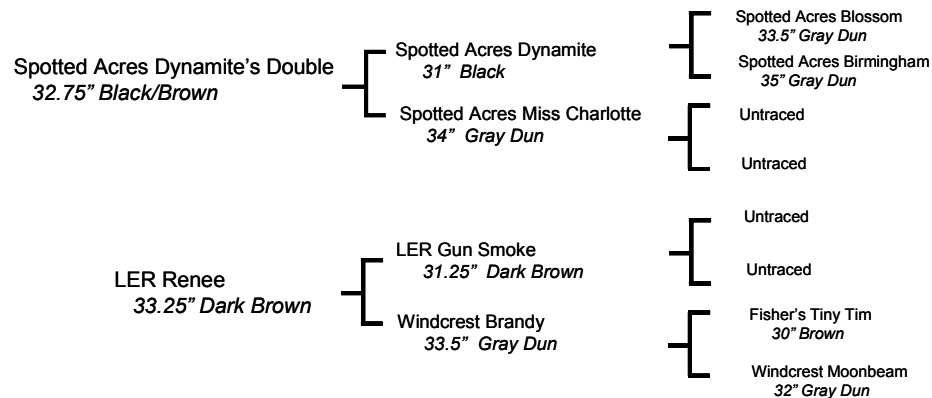 Spotted Acres Dynamite's Double
32.75" Black/Brown
Spotted Acres Dynamite
31" Black
Spotted Acres Miss Charlotte
34" Gray Dun
Spotted Acres Blossom
33.5" Gray Dun
Spotted Acres Birmingham
35" Gray Dun
Untraced
Untraced
LER Renee
33.25" Dark Brown
LER Gun Smoke
31.25" Dark Brown
Windcrest Brandy
33.5" Gray Dun
Untraced
Untraced
Fisher's Tiny Tim
30" Brown
Windcrest Moonbeam
32" Gray Dun